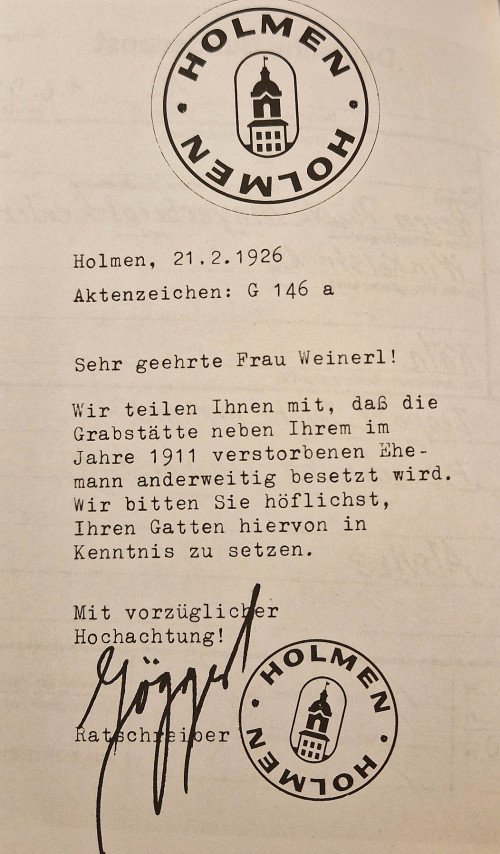 HOLMEN
HOLMEN
Holmen, 21.2.1926
Aktenzeichen: G 146 a
Sehr geehrte Frau Weinerl!
Wir teilen Ihnen mit, daß die
Grabstätte neben Ihrem im
Jahre 1911 verstorbenen Ehe-
mann anderweitig besetzt wird.
Wir bitten Sie höflichst,
Ihren Gatten hiervon in
Kenntnis zu setzen.
Mit vorzüglicher
Hochachtung!
Ratschreiber
HOLMEN
HOLMEN